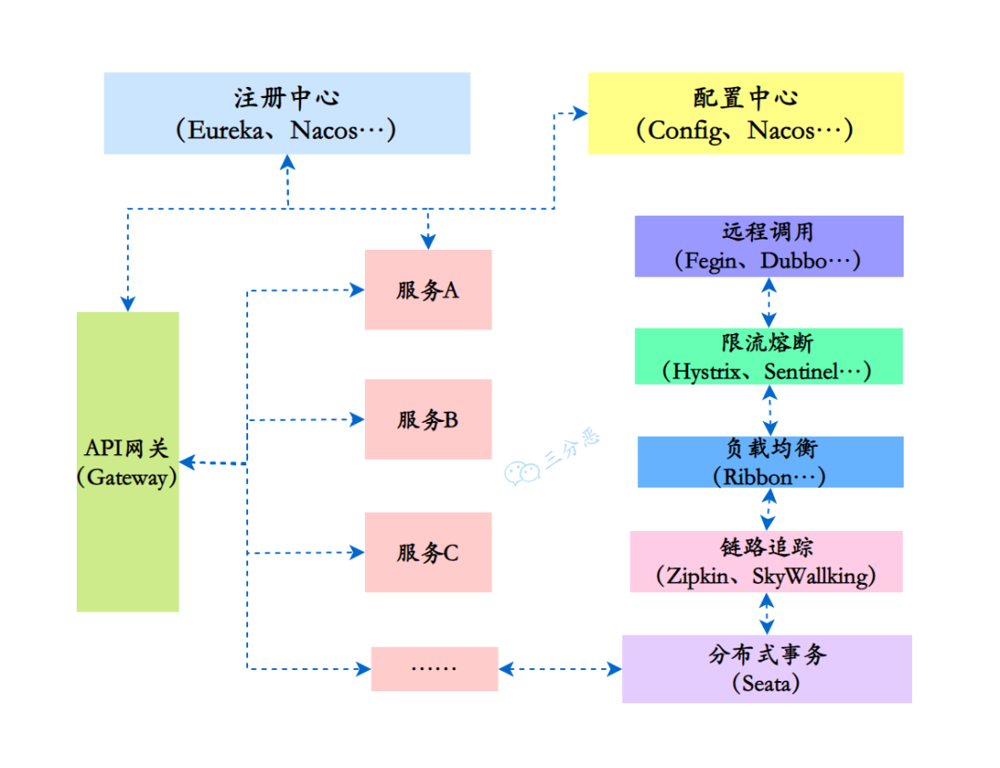 注册中心
（Eureka、Nacos…）
配置中心
（Config、Nacos…）
远程调用
（Fegin、Dubbo…）
服务A
限流熔断
（Hystrix、Sentinel…）
服务B
API网关
（Gateway）
三分恶
负载均衡
（Ribbon…）
服务C
链路追踪
（Zipkin、SkyWallking）
……
分布式事务
（Seata）